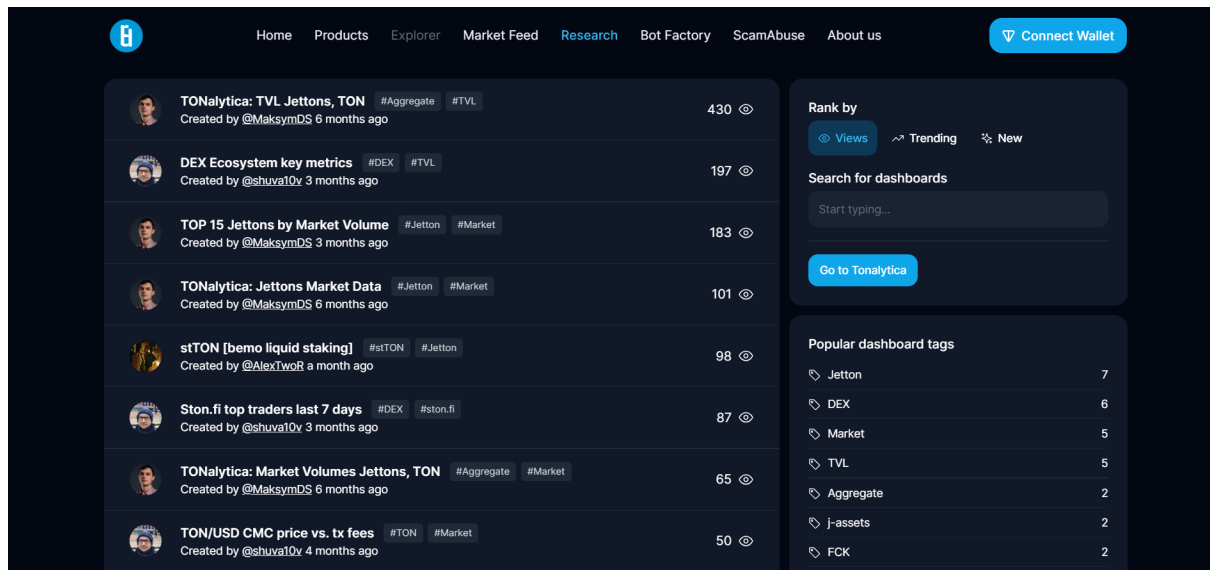 Home Products Explorer Market Feed Research Bot Factory ScamAbuse About us Connect Wallet
TONalytica: TVL Jettons, TON #Aggregate #TVL
Created by @MaksymDS 6 months ago
430
DEX Ecosystem key metrics #DEX #TVL
Created by @shuva10v 3 months ago
197
TOP 15 Jettons by Market Volume #Jetton #Market
Created by @MaksymDS 3 months ago
183
TONalytica: Jettons Market Data #Jetton #Market
Created by @MaksymDS 6 months ago
101
stTON [bemo liquid staking] #stTON #Jetton
Created by @AlexTwoR a month ago
98
Ston.fi top traders last 7 days #DEX #ston.fi
Created by @shuva10v 3 months ago
87
TONalytica: Market Volumes Jettons, TON #Aggregate #Market
Created by @MaksymDS 6 months ago
65
TON/USD CMC price vs. tx fees #TON #Market
Created by @shuva10v 4 months ago
50
Rank by
Views Trending New
Search for dashboards
Start typing...
Go to Tonalytica
Popular dashboard tags
Jetton 7
DEX 6
Market 5
TVL 5
Aggregate 2
j-assets 2
FCK 2